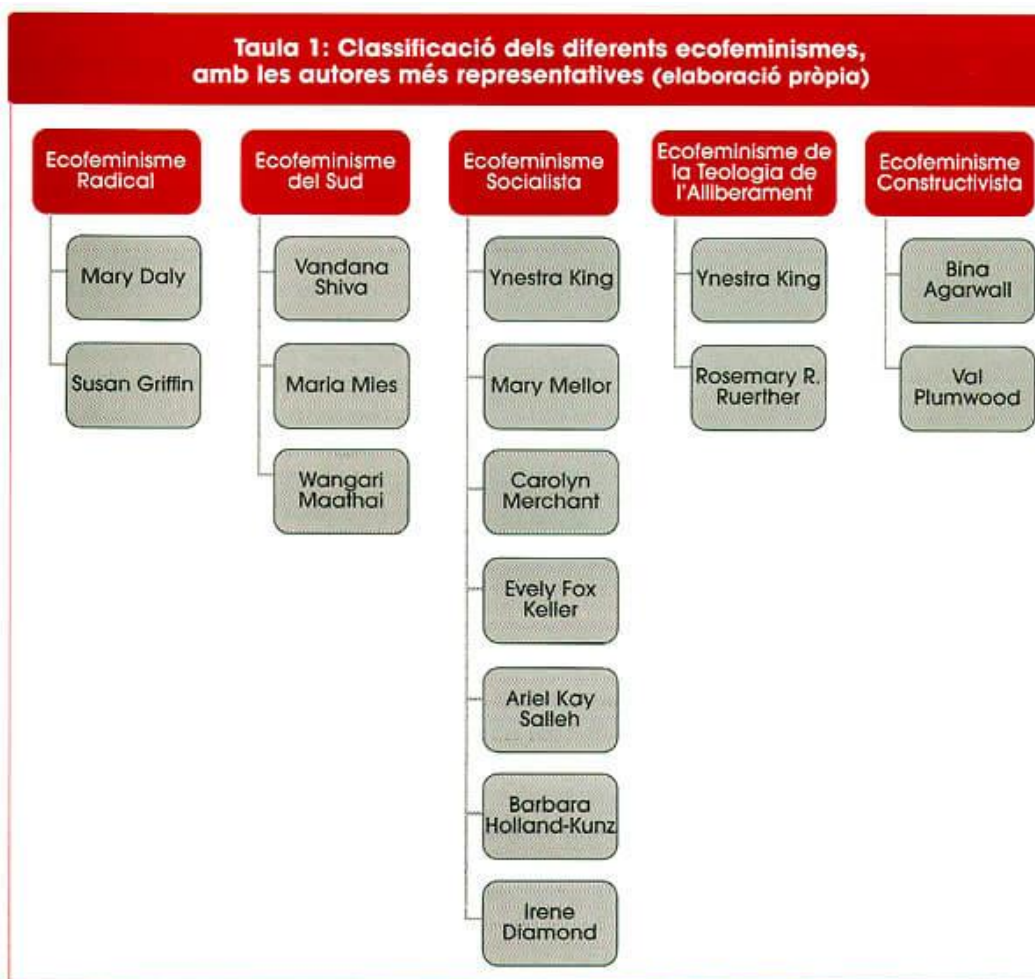 Taula 1: Classificació dels diferents ecofeminismes,
amb les autores més representatives (elaboració pròpia)
Ecofeminisme
Radical
Mary Daly
Susan Griffin
Ecofeminisme
del Sud
Vandana
Shiva
Maria Mies
Wangari
Maathai
Ecofeminisme
Socialista
Ynestra King
Mary Mellor
Carolyn
Merchant
Evely Fox
Keller
Ariel Kay
Salleh
Barbara
Holland-Kunz
Irene
Diamond
Ecofeminisme de
la Teologia de
l'Alliberament
Ynestra King
Rosemary R.
Ruerther
Ecofeminisme
Constructivista
Bina
Agarwall
Val
Plumwood